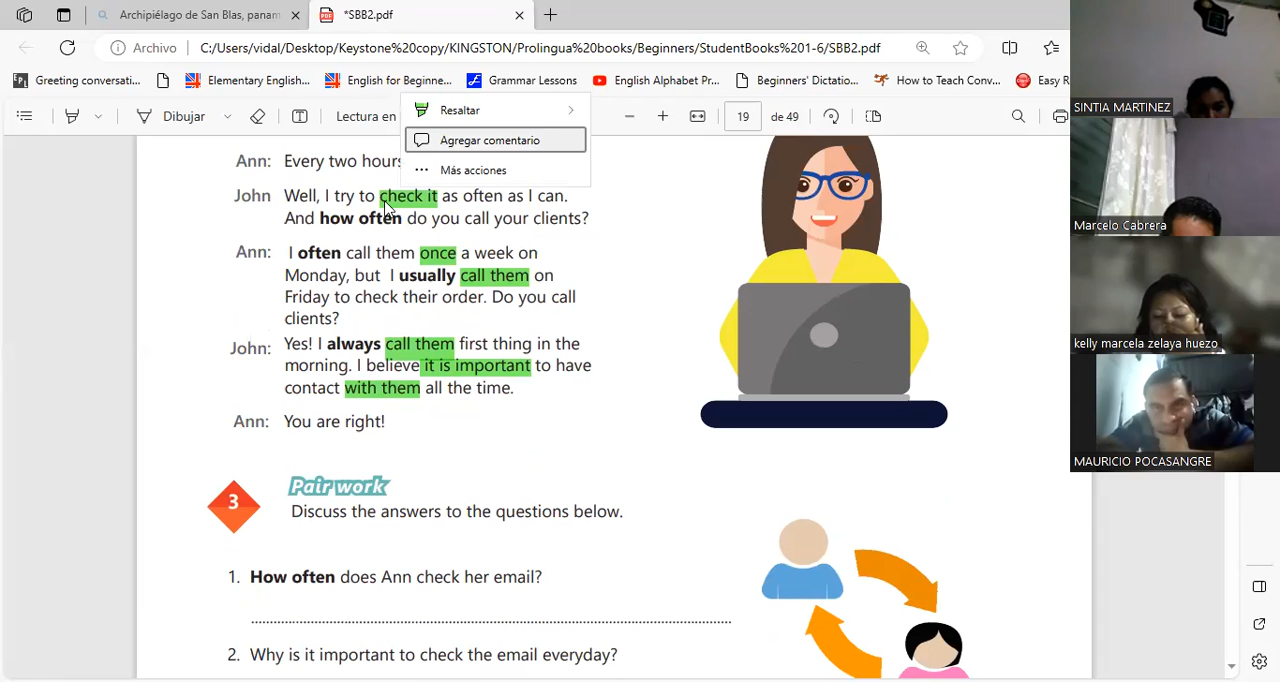 Archipiélago de San Blas, panam
*SBB2.pdf
Archivo
C:/Users/vidal/Desktop/Keystone%20copy/KINGSTON/Prolingua%20books/Beginners/StudentBooks%201-6/SBB2.pdf
Greeting conversati...
Elementary English...
English for Beginne...
Grammar Lessons
English Alphabet Pr...
Beginners' Dictatio...
How to Teach Conv...
Easy R
Dibujar
Lectura en
19
de 49
Resaltar
Agregar comentario
Más acciones
Ann: Every two hours
John Well, I try to check it as often as I can.
And how often do you call your clients?
Ann: I often call them once a week on
Monday, but I usually call them on
Friday to check their order. Do you call
clients?
John: Yes! I always call them first thing in the
morning. I believe it is important to have
contact with them all the time.
Ann: You are right!
3
Pair work
Discuss the answers to the questions below.
1. How often does Ann check her email?
2. Why is it important to check the email everyday?
SINTIA MARTINEZ
Marcelo Cabrera
kelly marcela zelaya huezo
MAURICIO POCASANGRE